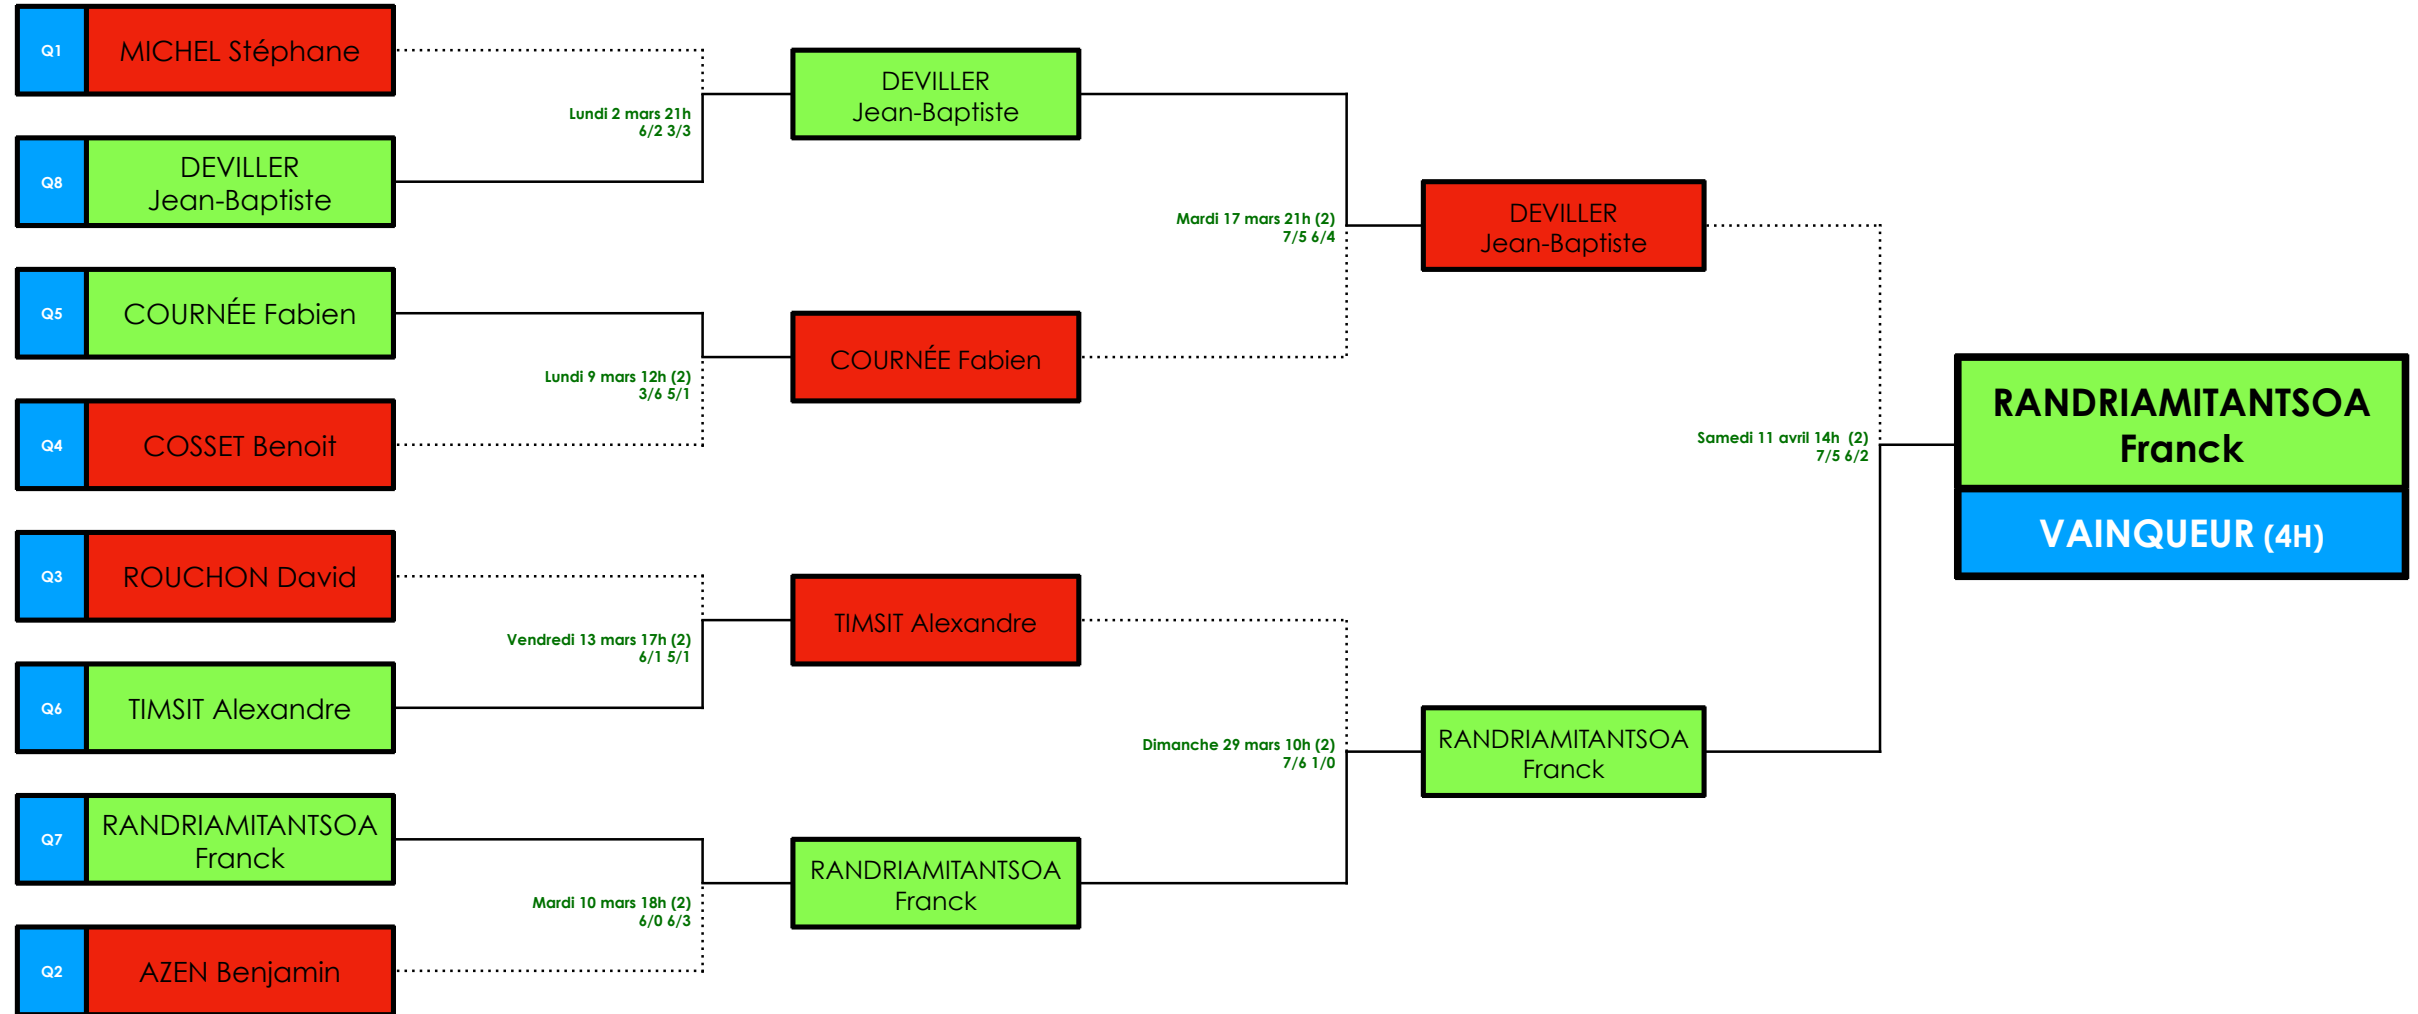 Q1
MICHEL Stéphane
Q8
DEVILLER
Jean-Baptiste
Q5
COURNÉE Fabien
Q4
COSSET Benoit
Q3
ROUCHON David
Q6
TIMSIT Alexandre
Q7
RANDRIAMITANTSOA
Franck
Q2
AZEN Benjamin
Lundi 2 mars 21h
6/2 3/3
Lundi 9 mars 12h (2)
3/6 5/1
Vendredi 13 mars 17h (2)
6/1 5/1
Mardi 10 mars 18h (2)
6/0 6/3
DEVILLER
Jean-Baptiste
COURNÉE Fabien
TIMSIT Alexandre
RANDRIAMITANTSOA
Franck
Mardi 17 mars 21h (2)
7/5 6/4
Dimanche 29 mars 10h (2)
7/6 1/0
DEVILLER
Jean-Baptiste
RANDRIAMITANTSOA
Franck
Samedi 11 avril 14h (2)
7/5 6/2
RANDRIAMITANTSOA
Franck
VAINQUEUR (4H)